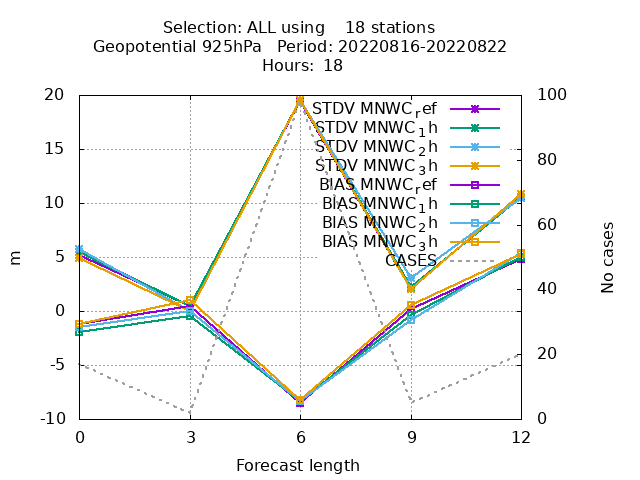 Selection: ALL using    18 stations
Geopotential 925hPa   Period: 20220816-20220822
Hours: 18
20
15
10
5
0
-5
-10
m
100
80
60
40
20
0
No cases
STDV MNWC_ref
STDV MNWC_1h
STDV MNWC_2h
STDV MNWC_3h
BIAS MNWC_ref
BIAS MNWC_1h
BIAS MNWC_2h
BIAS MNWC_3h
CASES
0 3 6 9 12
Forecast length